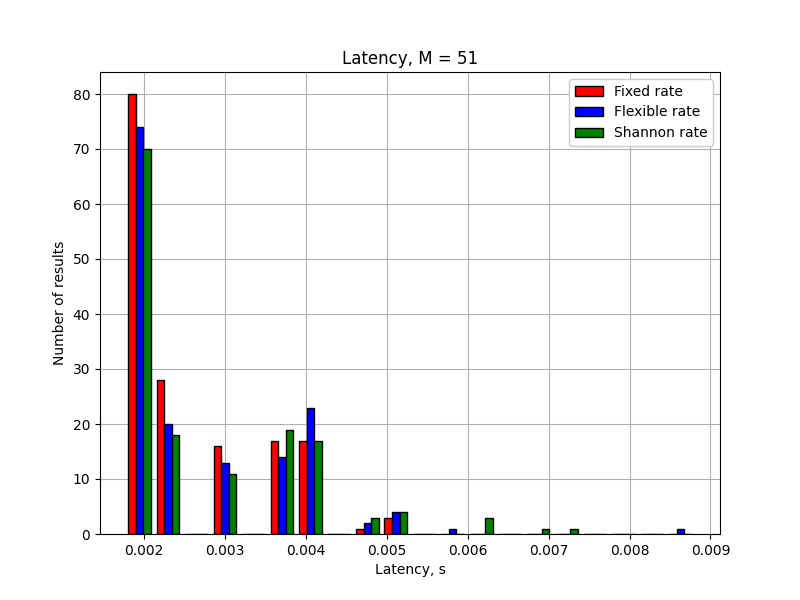 Latency, M = 51
Fixed rate
Flexible rate
Shannon rate
80
70
60
50
40
30
20
10
0
Number of results
0.002 0.003 0.004 0.005 0.006 0.007 0.008 0.009
Latency, s